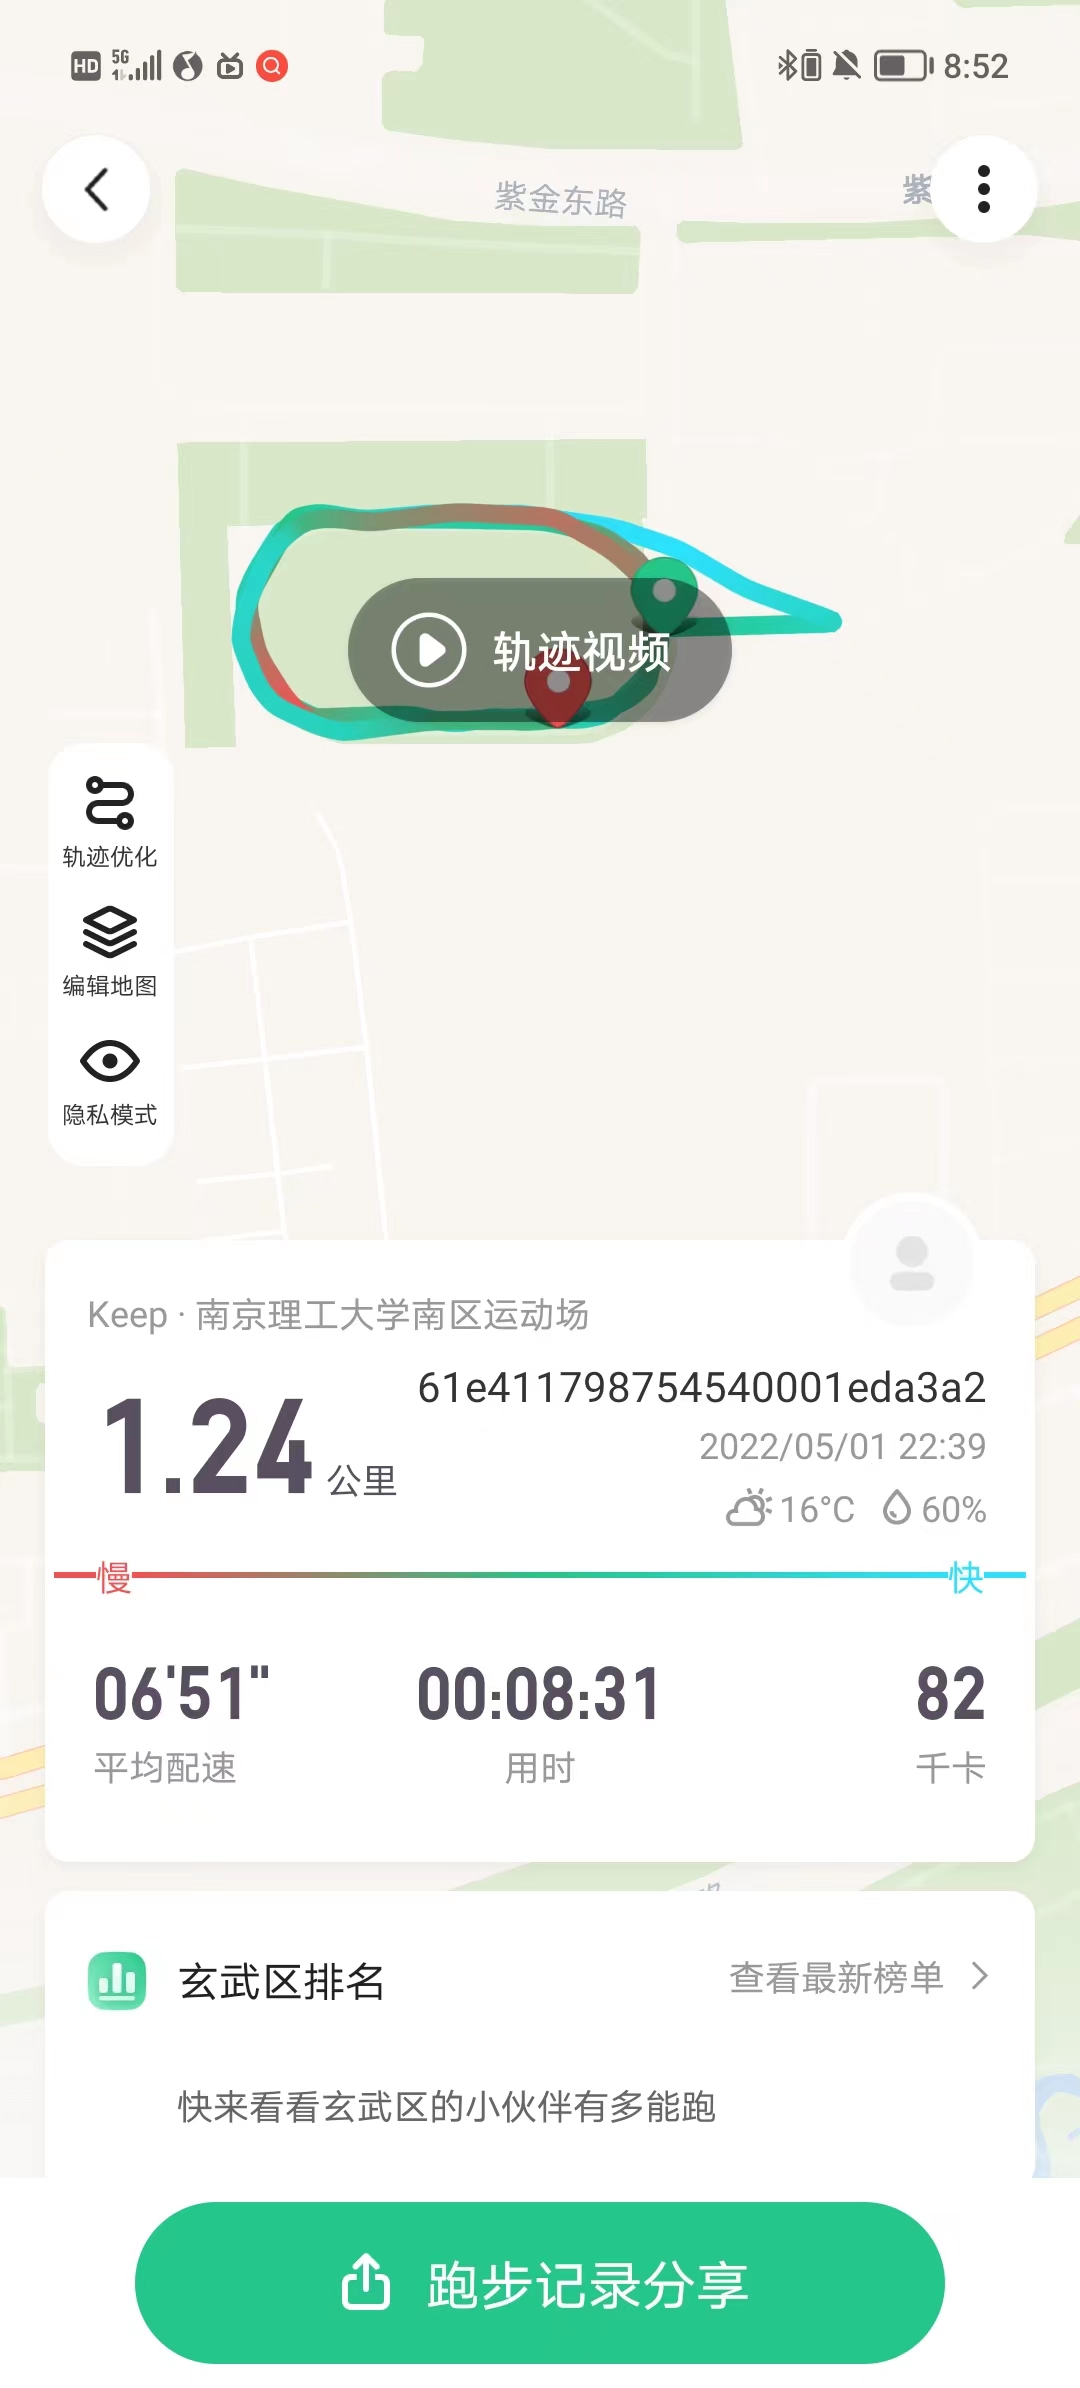 HD 5G 8:52
紫金东路
紫
轨迹视频
轨迹优化
编辑地图
隐私模式
Keep · 南京理工大学南区运动场
1.24 公里
61e411798754540001eda3a2
2022/05/01 22:39
16°C 60%
慢 快
06'51" 00:08:31 82
平均配速 用时 千卡
玄武区排名 查看最新榜单
快来看看玄武区的小伙伴有多能跑
跑步记录分享